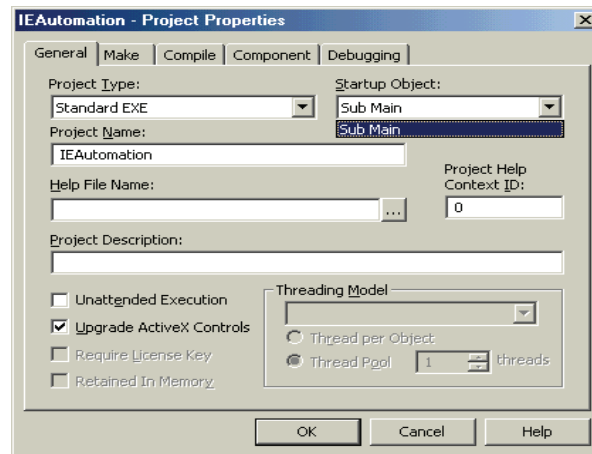 IEAutomation - Project Properties
General Make Compile Component Debugging
Project Type: Startup Object:
Standard EXE Sub Main
Project Name: Sub Main
IEAutomation
Project Help
Help File Name: Context ID:
... 0
Project Description:
Unattended Execution Threading Model
Upgrade ActiveX Controls
Require License Key Thread per Object
Thread Pool 1 threads
Retained In Memory
OK Cancel Help